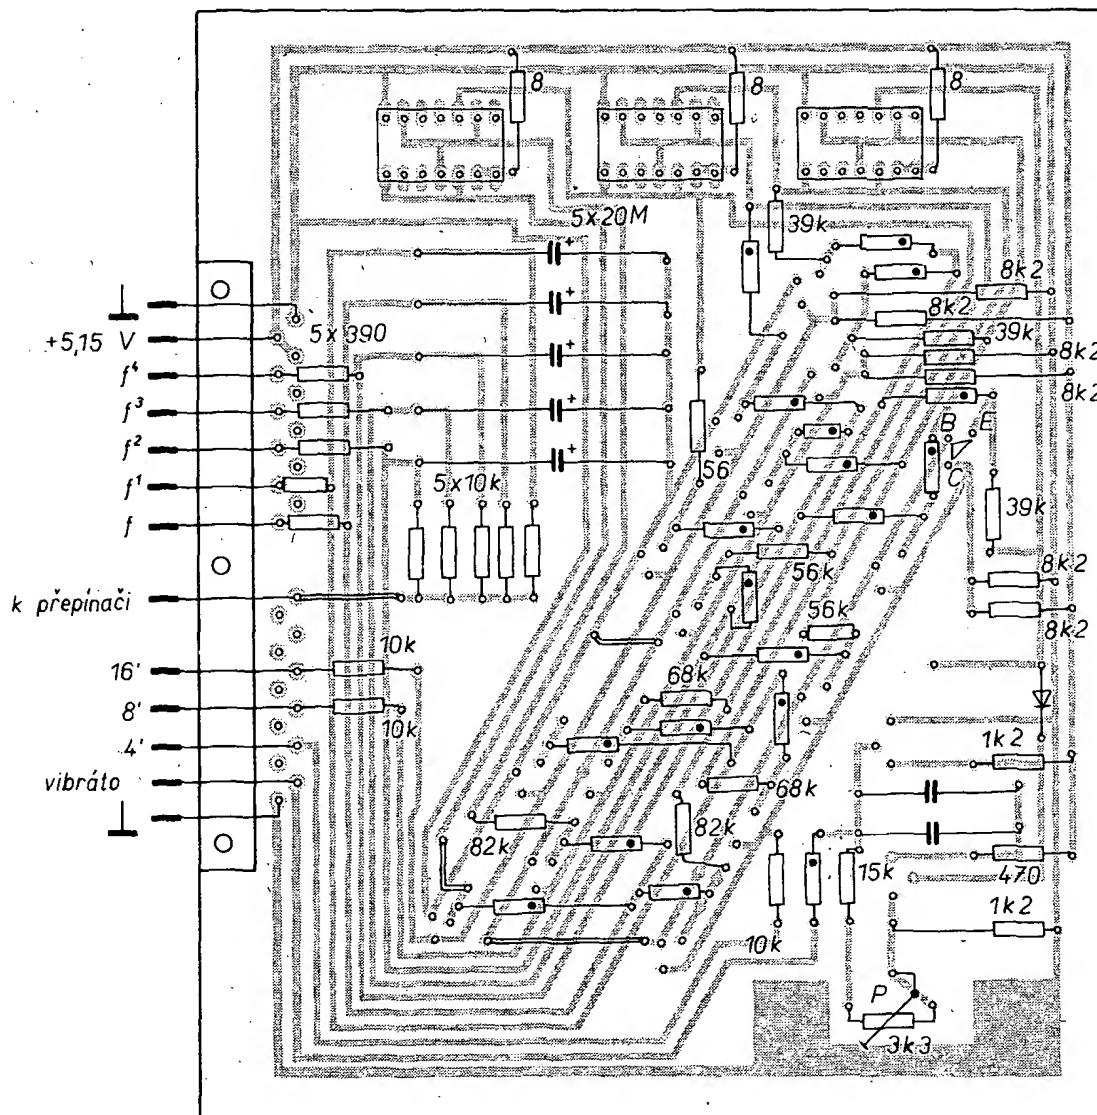 8
8
8
5x20M
39k
8k2
8k2
⊥
+5,15 V
5x390
39k
8k2
f⁴
8k2
f³
B
E
f²
56
C
5x10k
f¹
39k
f
56k
8k2
k přepínači
56k
8k2
16'
10k
68k
8'
10k
4'
1k2
vibráto
68k
⊥
82k
82k
15k
470
1k2
10k
P
3k3